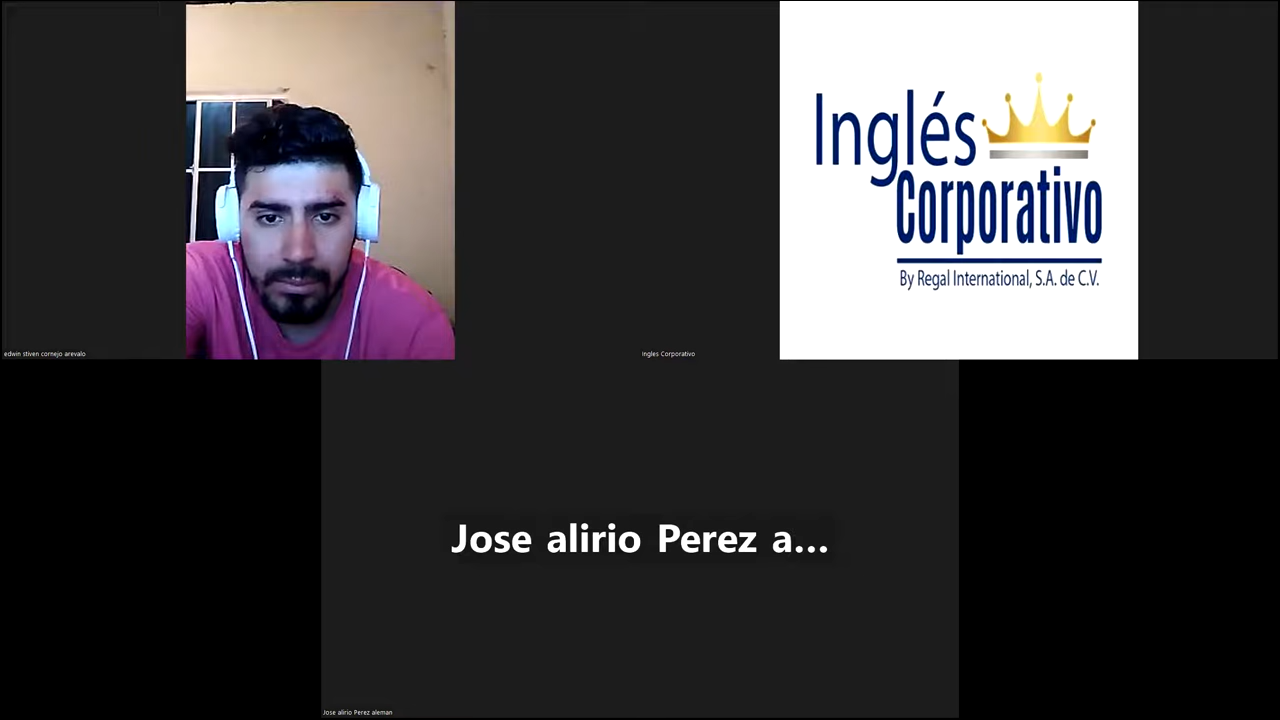 Inglés
Corporativo
By Regal International, S.A. de C.V.
edwin stiven cornejo arevalo
Ingles Corporativo
Jose alirio Perez a...
Jose alirio Perez aleman